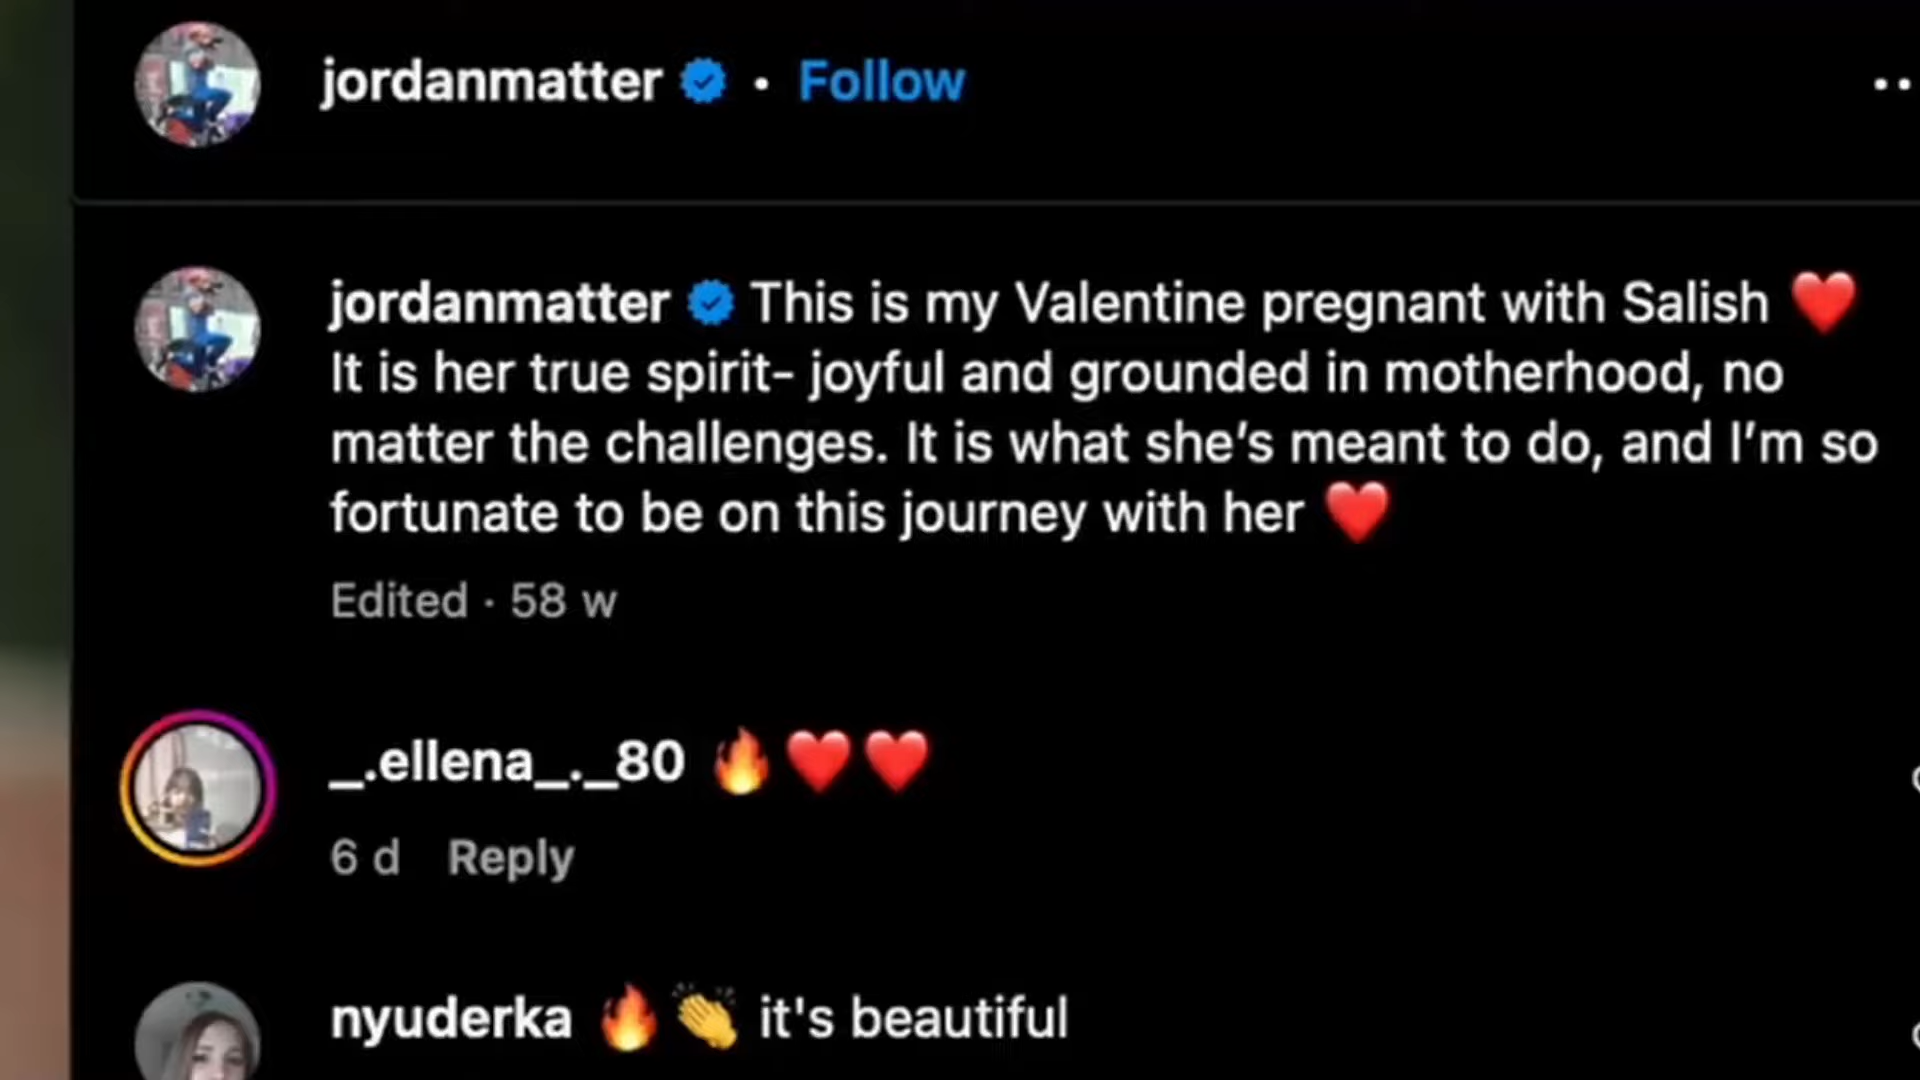 jordanmatter • Follow
jordanmatter This is my Valentine pregnant with Salish ❤️
It is her true spirit- joyful and grounded in motherhood, no
matter the challenges. It is what she’s meant to do, and I’m so
fortunate to be on this journey with her ❤️
Edited · 58 w
_.ellena_._80 🔥❤️❤️
6 d Reply
nyuderka 🔥👏 it's beautiful